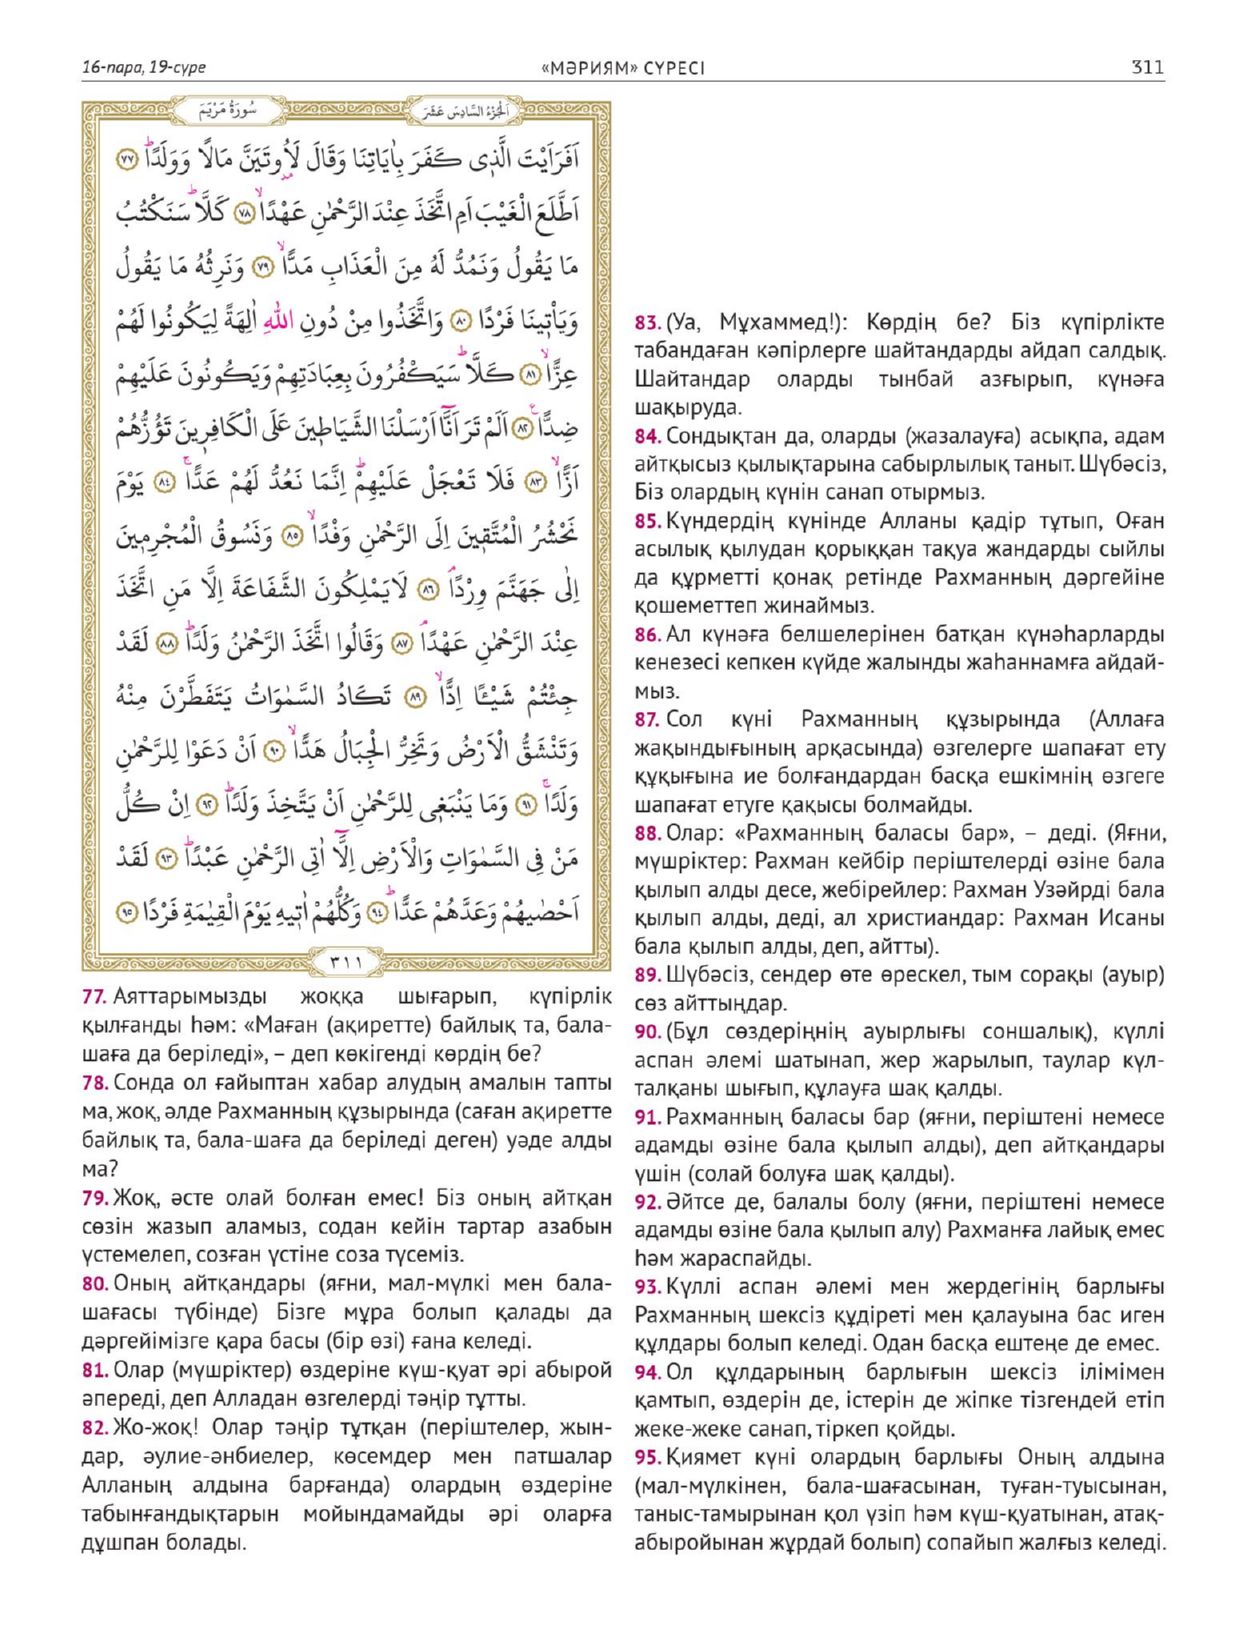 16-пара, 19-сүре
«МӘРИЯМ» СҮРЕСІ
311
اَلْجُزْءُ السَّادِسَ عَشَرَ
سُورَةُ مَرْيَمَ
اَفَرَاَيْتَ الَّذٖى كَفَرَ بِاٰيَاتِنَا وَقَالَ لَاُوتَيَنَّ مَالًا وَوَلَدًاؕ ﴿٧٧﴾
اَطَّلَعَ الْغَيْبَ اَمِ اتَّخَذَ عِنْدَ الرَّحْمٰنِ عَهْدًاۙ ﴿٧٨﴾ كَلَّاؕ سَنَكْتُبُ
مَا يَقُولُ وَنَمُدُّ لَهُ مِنَ الْعَذَابِ مَدًّاۙ ﴿٧٩﴾ وَنَرِثُهُ مَا يَقُولُ
وَيَاْتٖينَا فَرْدًا ﴿٨٠﴾ وَاتَّخَذُوا مِنْ دُونِ اللّٰهِ اٰلِهَةً لِيَكُونُوا لَهُمْ
عِزًّاۙ ﴿٨١﴾ كَلَّاؕ سَيَكْفُرُونَ بِعِبَادَتِهِمْ وَيَكُونُونَ عَلَيْهِمْ
ضِدًّاࣖ ﴿٨٢﴾ اَلَمْ تَرَ اَنَّٓا اَرْسَلْنَا الشَّيَاطٖينَ عَلَى الْكَافِرٖينَ تَؤُزُّهُمْ
اَزًّاۙ ﴿٨٣﴾ فَلَا تَعْجَلْ عَلَيْهِمْؕ اِنَّمَا نَعُدُّ لَهُمْ عَدًّاۚ ﴿٨٤﴾ يَوْمَ
نَحْشُرُ الْمُتَّقٖينَ اِلَى الرَّحْمٰنِ وَفْدًاۙ ﴿٨٥﴾ وَنَسُوقُ الْمُجْرِمٖينَ
اِلٰى جَهَنَّمَ وِرْدًاۘ ﴿٨٦﴾ لَا يَمْلِكُونَ الشَّفَاعَةَ اِلَّا مَنِ اتَّخَذَ
عِنْدَ الرَّحْمٰنِ عَهْدًاۘ ﴿٨٧﴾ وَقَالُوا اتَّخَذَ الرَّحْمٰنُ وَلَدًاؕ ﴿٨٨﴾ لَقَدْ
جِئْتُمْ شَيْـًٔا اِدًّاۙ ﴿٨٩﴾ تَكَادُ السَّمٰوَاتُ يَتَفَطَّرْنَ مِنْهُ
وَتَنْشَقُّ الْاَرْضُ وَتَخِرُّ الْجِبَالُ هَدًّاۙ ﴿٩٠﴾ اَنْ دَعَوْا لِلرَّحْمٰنِ
وَلَدًاۚ ﴿٩١﴾ وَمَا يَنْبَغٖى لِلرَّحْمٰنِ اَنْ يَتَّخِذَ وَلَدًاؕ ﴿٩٢﴾ اِنْ كُلُّ
مَنْ فِى السَّمٰوَاتِ وَالْاَرْضِ اِلَّٓا اٰتِى الرَّحْمٰنِ عَبْدًاؕ ﴿٩٣﴾ لَقَدْ
اَحْصٰيهُمْ وَعَدَّهُمْ عَدًّاؕ ﴿٩٤﴾ وَكُلُّهُمْ اٰتٖيهِ يَوْمَ الْقِيٰمَةِ فَرْدًا ﴿٩٥﴾
٣١١
77. Аяттарымызды жоққа шығарып, күпірлік
қылғанды һәм: «Маған (ақиретте) байлық та, бала-
шаға да беріледі», – деп көкігенді көрдің бе?
78. Сонда ол ғайыптан хабар алудың амалын тапты
ма, жоқ, әлде Рахманның құзырында (саған ақиретте
байлық та, бала-шаға да беріледі деген) уәде алды
ма?
79. Жоқ, әсте олай болған емес! Біз оның айтқан
сөзін жазып аламыз, содан кейін тартар азабын
үстемелеп, созған үстіне соза түсеміз.
80. Оның айтқандары (яғни, мал-мүлкі мен бала-
шағасы түбінде) Бізге мұра болып қалады да
дәргейімізге қара басы (бір өзі) ғана келеді.
81. Олар (мүшріктер) өздеріне күш-қуат әрі абырой
әпереді, деп Алладан өзгелерді тәңір тұтты.
82. Жо-жоқ! Олар тәңір тұтқан (періштелер, жын-
дар, әулие-әнбиелер, көсемдер мен патшалар
Алланың алдына барғанда) олардың өздеріне
табынғандықтарын мойындамайды әрі оларға
дұшпан болады.
83. (Уа, Мұхаммед!): Көрдің бе? Біз күпірлікте
табандаған кәпірлерге шайтандарды айдап салдық.
Шайтандар оларды тынбай азғырып, күнәға
шақыруда.
84. Сондықтан да, оларды (жазалауға) асықпа, адам
айтқысыз қылықтарына сабырлылық таныт. Шүбәсіз,
Біз олардың күнін санап отырмыз.
85. Күндердің күнінде Алланы қадір тұтып, Оған
асылық қылудан қорыққан тақуа жандарды сыйлы
да құрметті қонақ ретінде Рахманның дәргейіне
қошеметтеп жинаймыз.
86. Ал күнәға белшелерінен батқан күнәһарларды
кенезесі кепкен күйде жалынды жаһаннамға айдай-
мыз.
87. Сол күні Рахманның құзырында (Аллаға
жақындығының арқасында) өзгелерге шапағат ету
құқығына ие болғандардан басқа ешкімнің өзгеге
шапағат етуге қақысы болмайды.
88. Олар: «Рахманның баласы бар», – деді. (Яғни,
мүшріктер: Рахман кейбір періштелерді өзіне бала
қылып алды десе, жебірейлер: Рахман Узәйрді бала
қылып алды, деді, ал христиандар: Рахман Исаны
бала қылып алды, деп, айтты).
89. Шүбәсіз, сендер өте өрескел, тым сорақы (ауыр)
сөз айттыңдар.
90. (Бұл сөздеріңнің ауырлығы соншалық), күллі
аспан әлемі шатынап, жер жарылып, таулар күл-
талқаны шығып, құлауға шақ қалды.
91. Рахманның баласы бар (яғни, періштені немесе
адамды өзіне бала қылып алды), деп айтқандары
үшін (солай болуға шақ қалды).
92. Әйтсе де, балалы болу (яғни, періштені немесе
адамды өзіне бала қылып алу) Рахманға лайық емес
һәм жараспайды.
93. Күллі аспан әлемі мен жердегінің барлығы
Рахманның шексіз құдіреті мен қалауына бас иген
құлдары болып келеді. Одан басқа ештеңе де емес.
94. Ол құлдарының барлығын шексіз ілімімен
қамтып, өздерін де, істерін де жіпке тізгендей етіп
жеке-жеке санап, тіркеп қойды.
95. Қиямет күні олардың барлығы Оның алдына
(мал-мүлкінен, бала-шағасынан, туған-туысынан,
таныс-тамырынан қол үзіп һәм күш-қуатынан, атақ-
абыройынан жұрдай болып) сопайып жалғыз келеді.